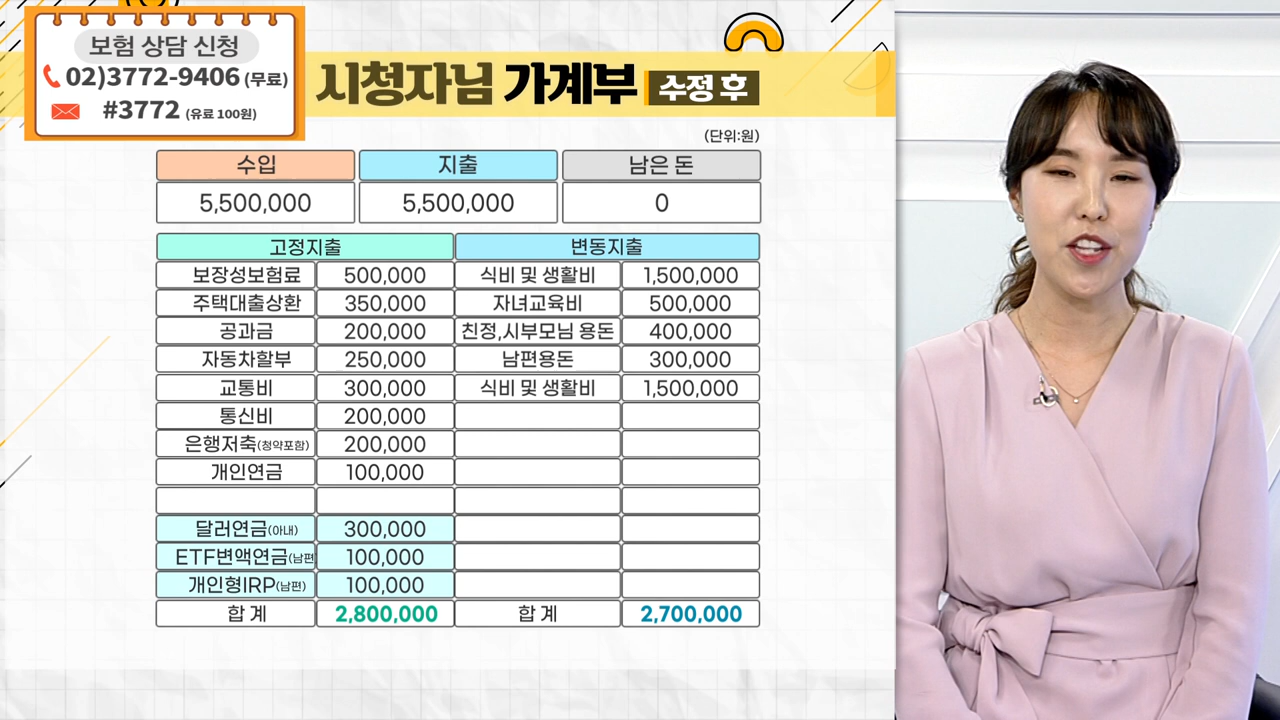 보험 상담 신청
02)3772-9406 (무료)
#3772 (유료 100원)
시청자님 가계부 수정 후
(단위:원)
수입 지출 남은 돈
5,500,000 5,500,000 0
고정지출 변동지출
보장성보험료 500,000 식비 및 생활비 1,500,000
주택대출상환 350,000 자녀교육비 500,000
공과금 200,000 친정,시부모님 용돈 400,000
자동차할부 250,000 남편용돈 300,000
교통비 300,000 식비 및 생활비 1,500,000
통신비 200,000
은행저축(청약포함) 200,000
개인연금 100,000
달러연금(아내) 300,000
ETF변액연금(남편 100,000
개인형IRP(남편) 100,000
합 계 2,800,000 합 계 2,700,000